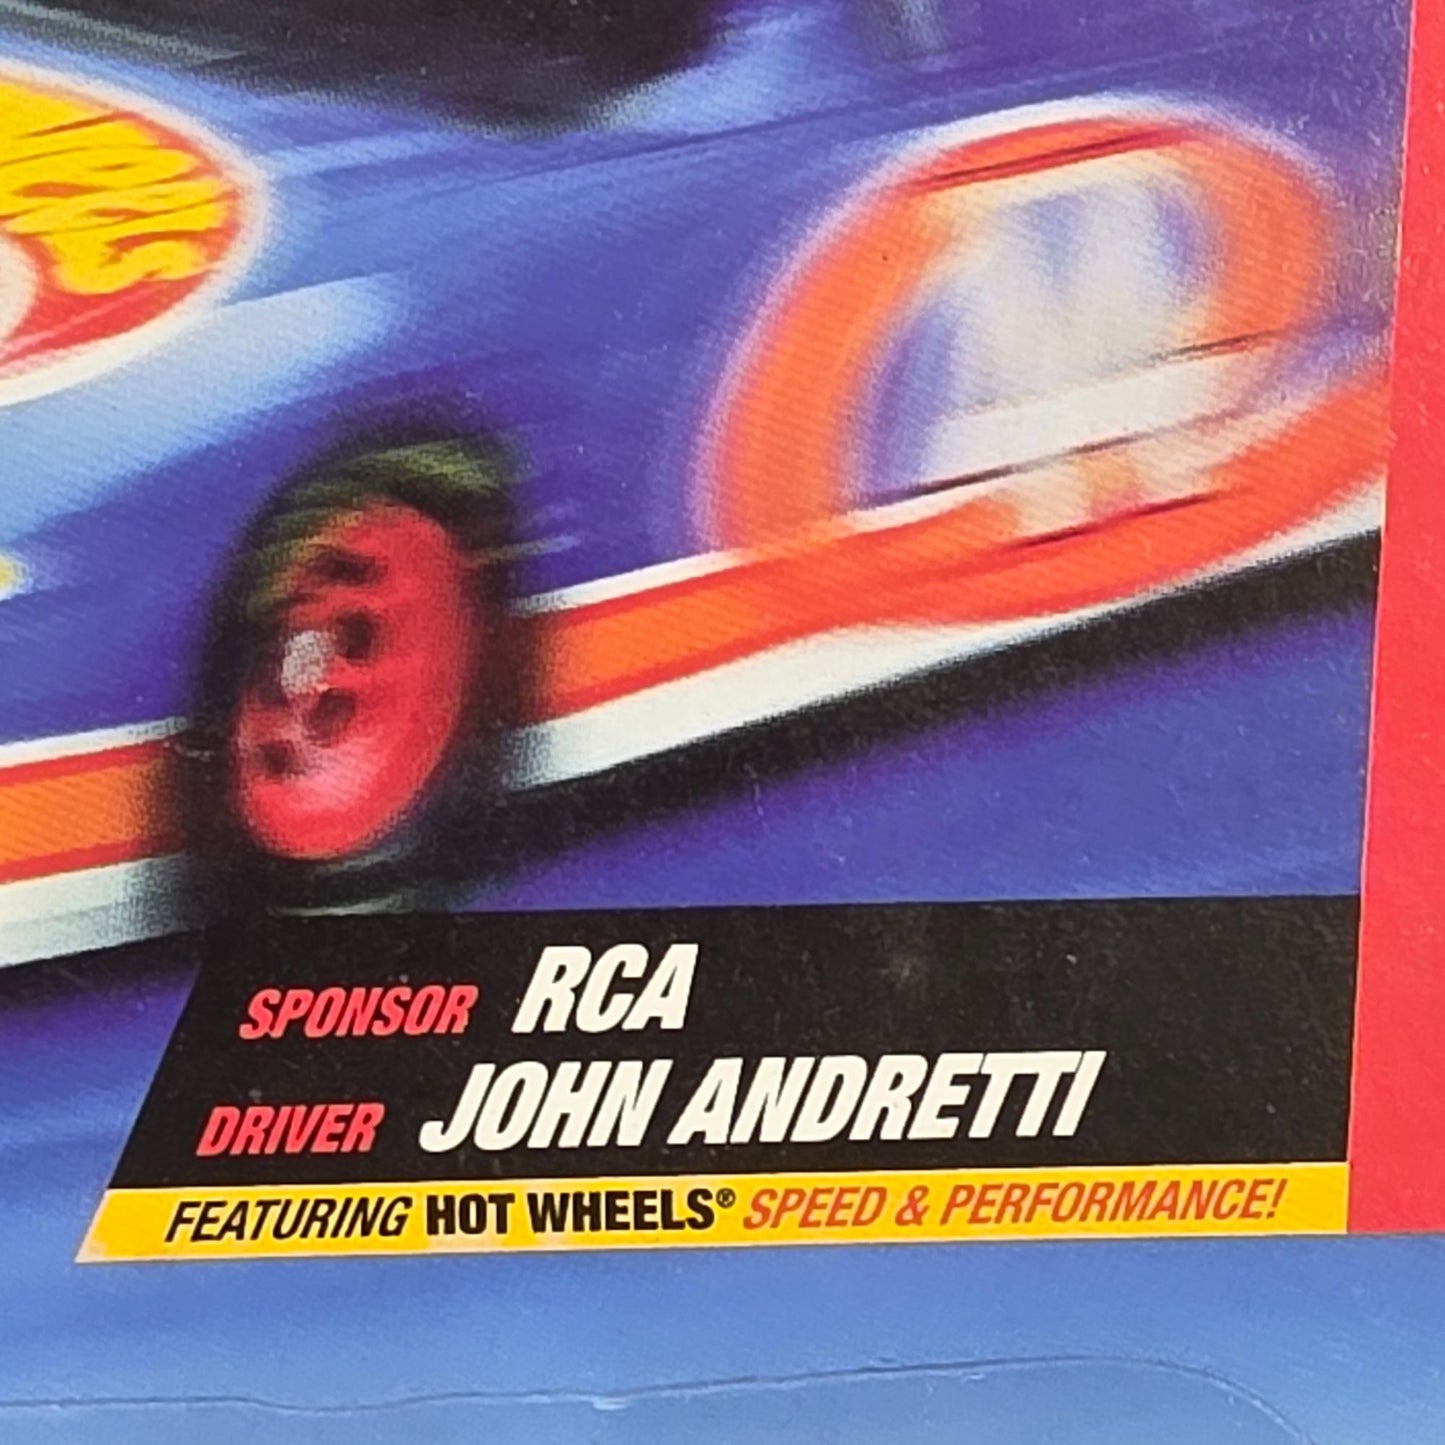 SPONSOR RCA
DRIVER JOHN ANDRETTI
FEATURING HOT WHEELS® SPEED & PERFORMANCE!